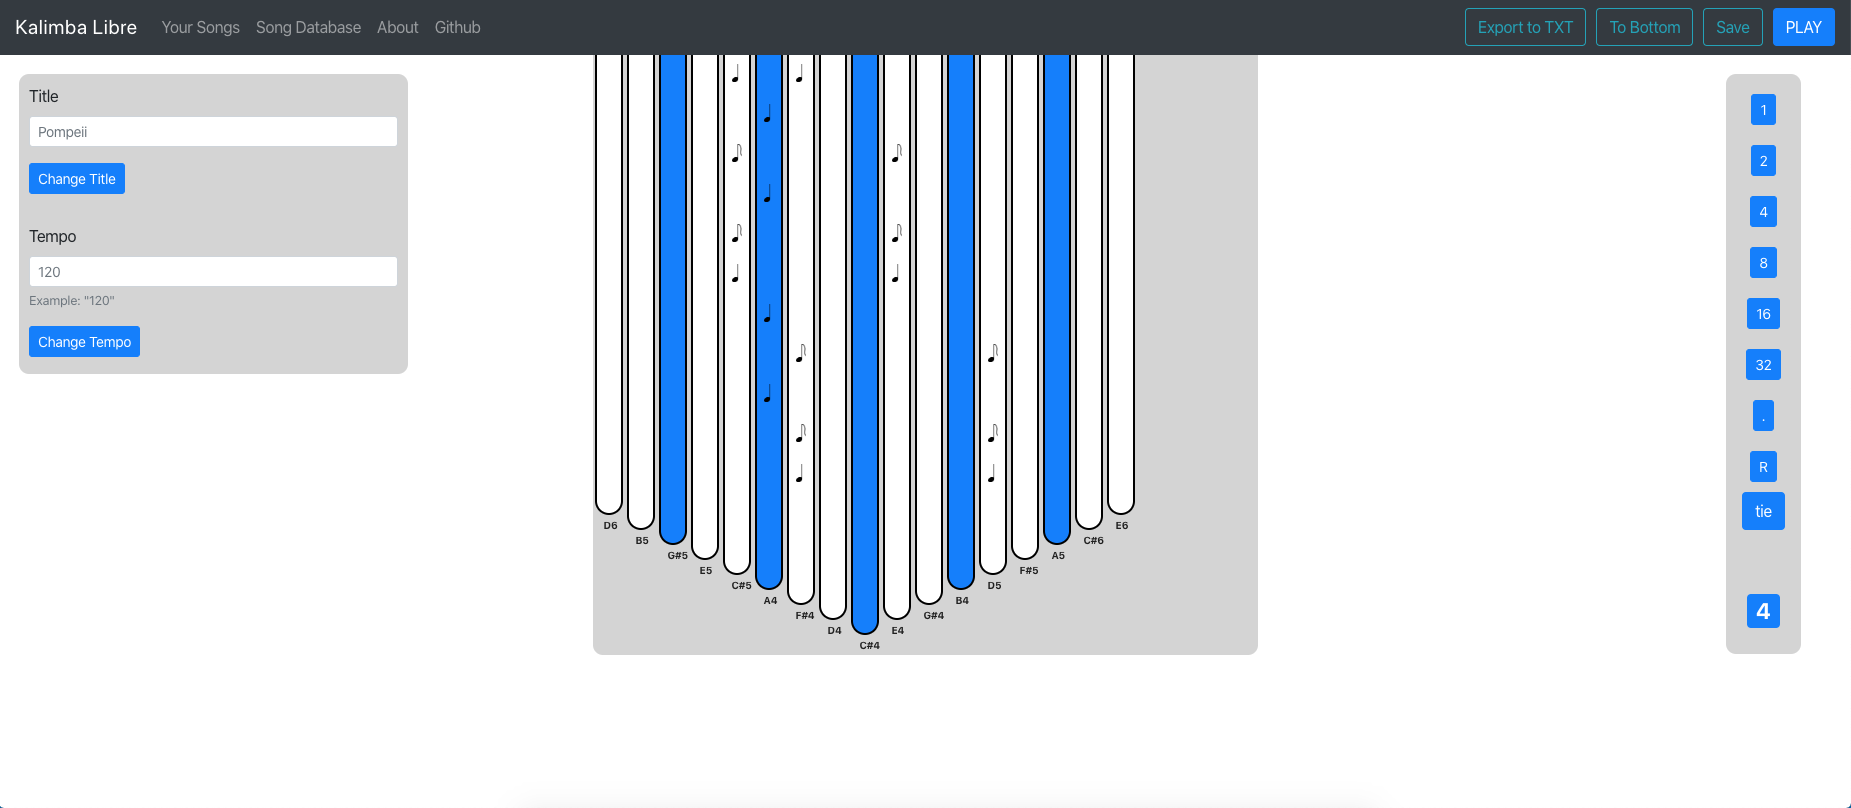 Kalimba Libre Your Songs Song Database About Github Export to TXT To Bottom Save PLAY
Title
Pompeii
Change Title
Tempo
120
Example: "120"
Change Tempo
D6
B5
G#5
E5
C#5
A4
F#4
D4
C#4
E4
G#4
B4
D5
F#5
A5
C#6
E6
1
2
4
8
16
32
.
R
tie
4